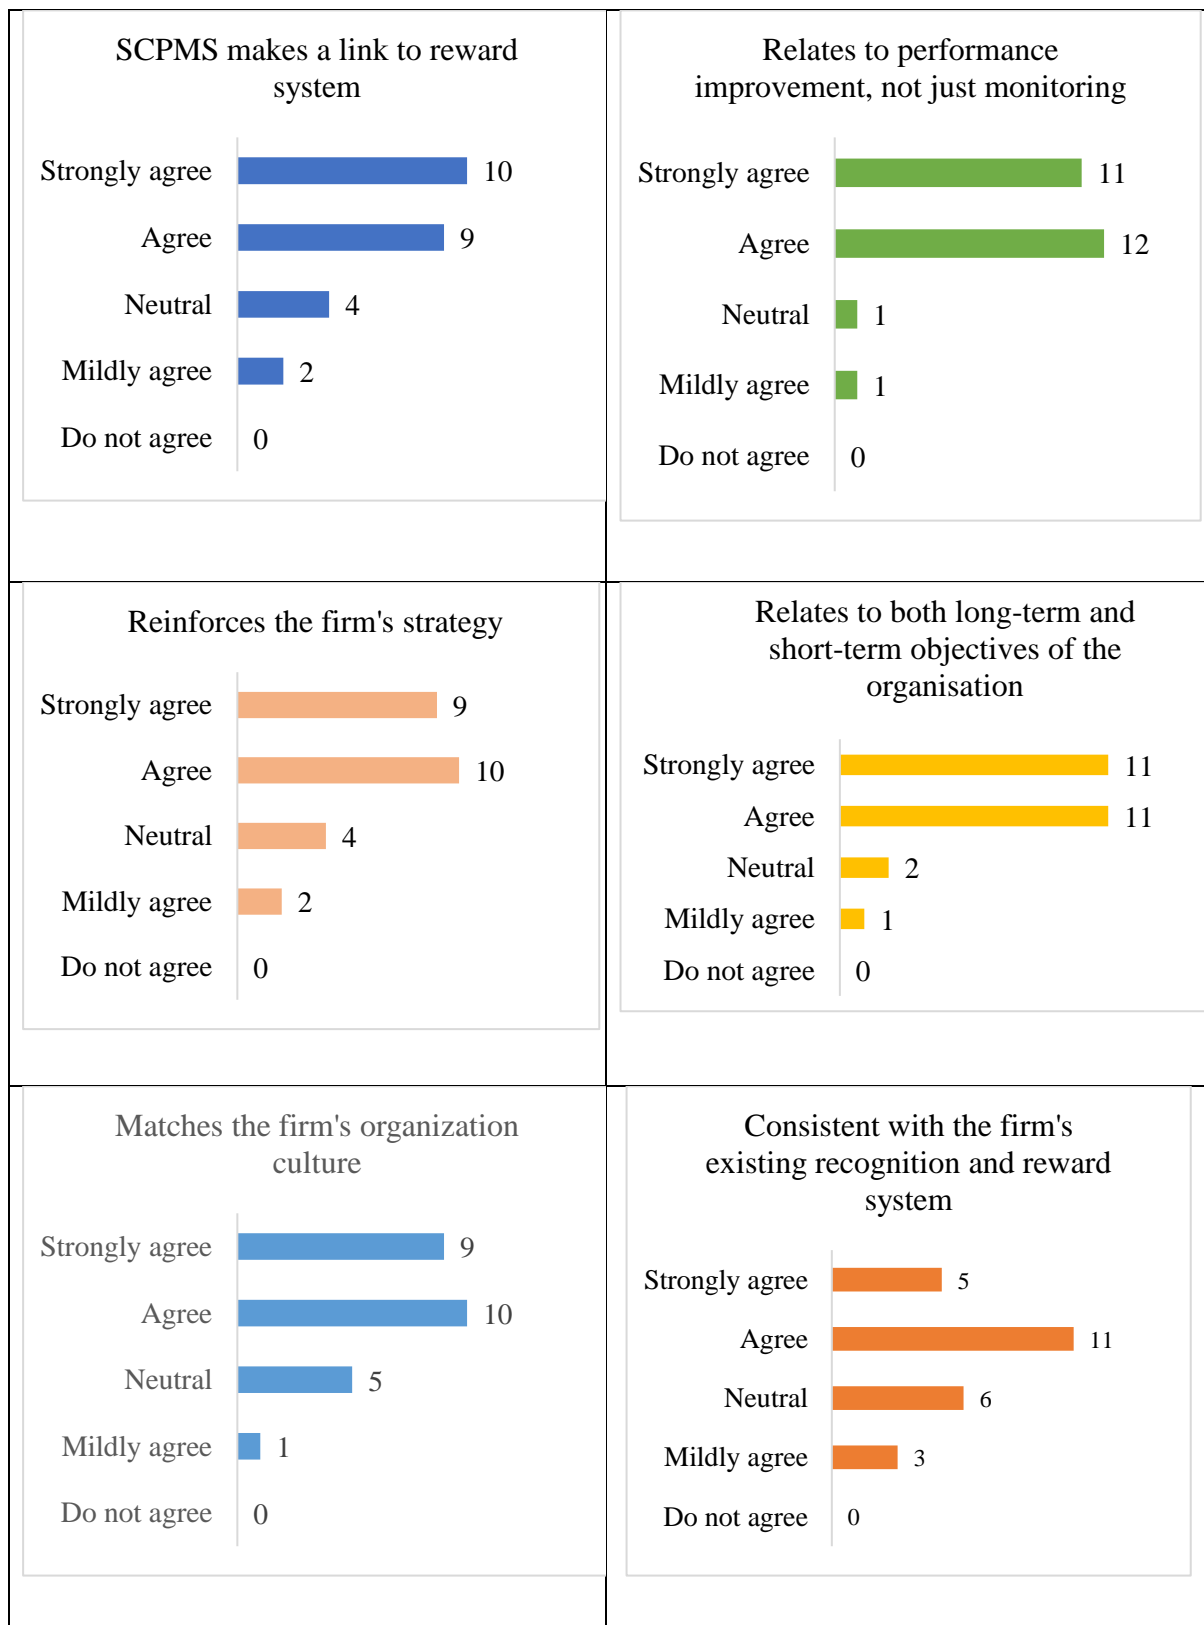 SCPMS makes a link to reward
system
Strongly agree 10
Agree 9
Neutral 4
Mildly agree 2
Do not agree 0
Relates to performance
improvement, not just monitoring
Strongly agree 11
Agree 12
Neutral 1
Mildly agree 1
Do not agree 0
Reinforces the firm's strategy
Strongly agree 9
Agree 10
Neutral 4
Mildly agree 2
Do not agree 0
Relates to both long-term and
short-term objectives of the
organisation
Strongly agree 11
Agree 11
Neutral 2
Mildly agree 1
Do not agree 0
Matches the firm's organization
culture
Strongly agree 9
Agree 10
Neutral 5
Mildly agree 1
Do not agree 0
Consistent with the firm's
existing recognition and reward
system
Strongly agree 5
Agree 11
Neutral 6
Mildly agree 3
Do not agree 0